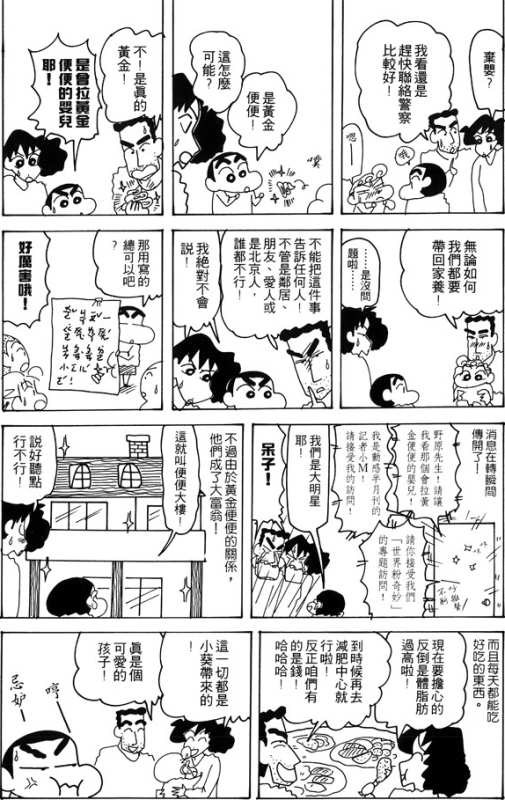 棄嬰?
我看還是
趕快聯絡警察
比較好!
嗯
哦
是黃金
便便!
這怎麼
可能?
噗
不!是真的
黃金!
是會拉黃金
便便的嬰兒
耶!
無論如何
我們都要
帶回家養!
……是沒問
題啦……
不能把這件事
告訴任何人!
不管是鄰居、
朋友、愛人或
是北京人,
誰都不行!
我絕對不會
說!
那用寫的
總可以吧
?
好厲害哦!
消息在轉瞬間
傳開了!
野原先生!請讓
我看那個會拉黃
金便便的嬰兒!
我是動感半月刊的
記者小M!
請接受我的訪問!
請你接受我們
「世界粉奇妙」
的專題訪問!
我們是大明星
耶!
呆子!
不過由於黃金便便的關係,
他們成了大富翁!
這就叫便便大樓!
說好聽點
行不行!
而且每天都能吃
好吃的東西。
現在要擔心的
反倒是體脂肪
過高啦!
到時候再去
減肥中心就
行啦!
反正咱們有
的是錢!
哈哈哈!
這一切都是
小葵帶來的
!
真是個
可愛的
孩子!
哼
忌妒